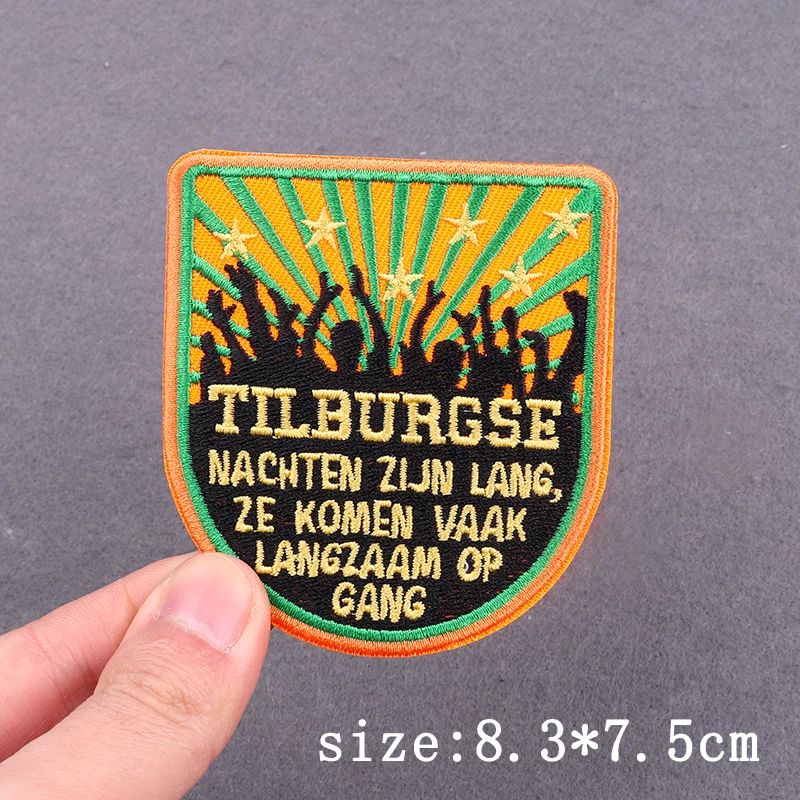 TILBURGSE
NACHTEN ZIJN LANG,
ZE KOMEN VAAK
LANGZAAM OP
GANG
size:8.3*7.5cm